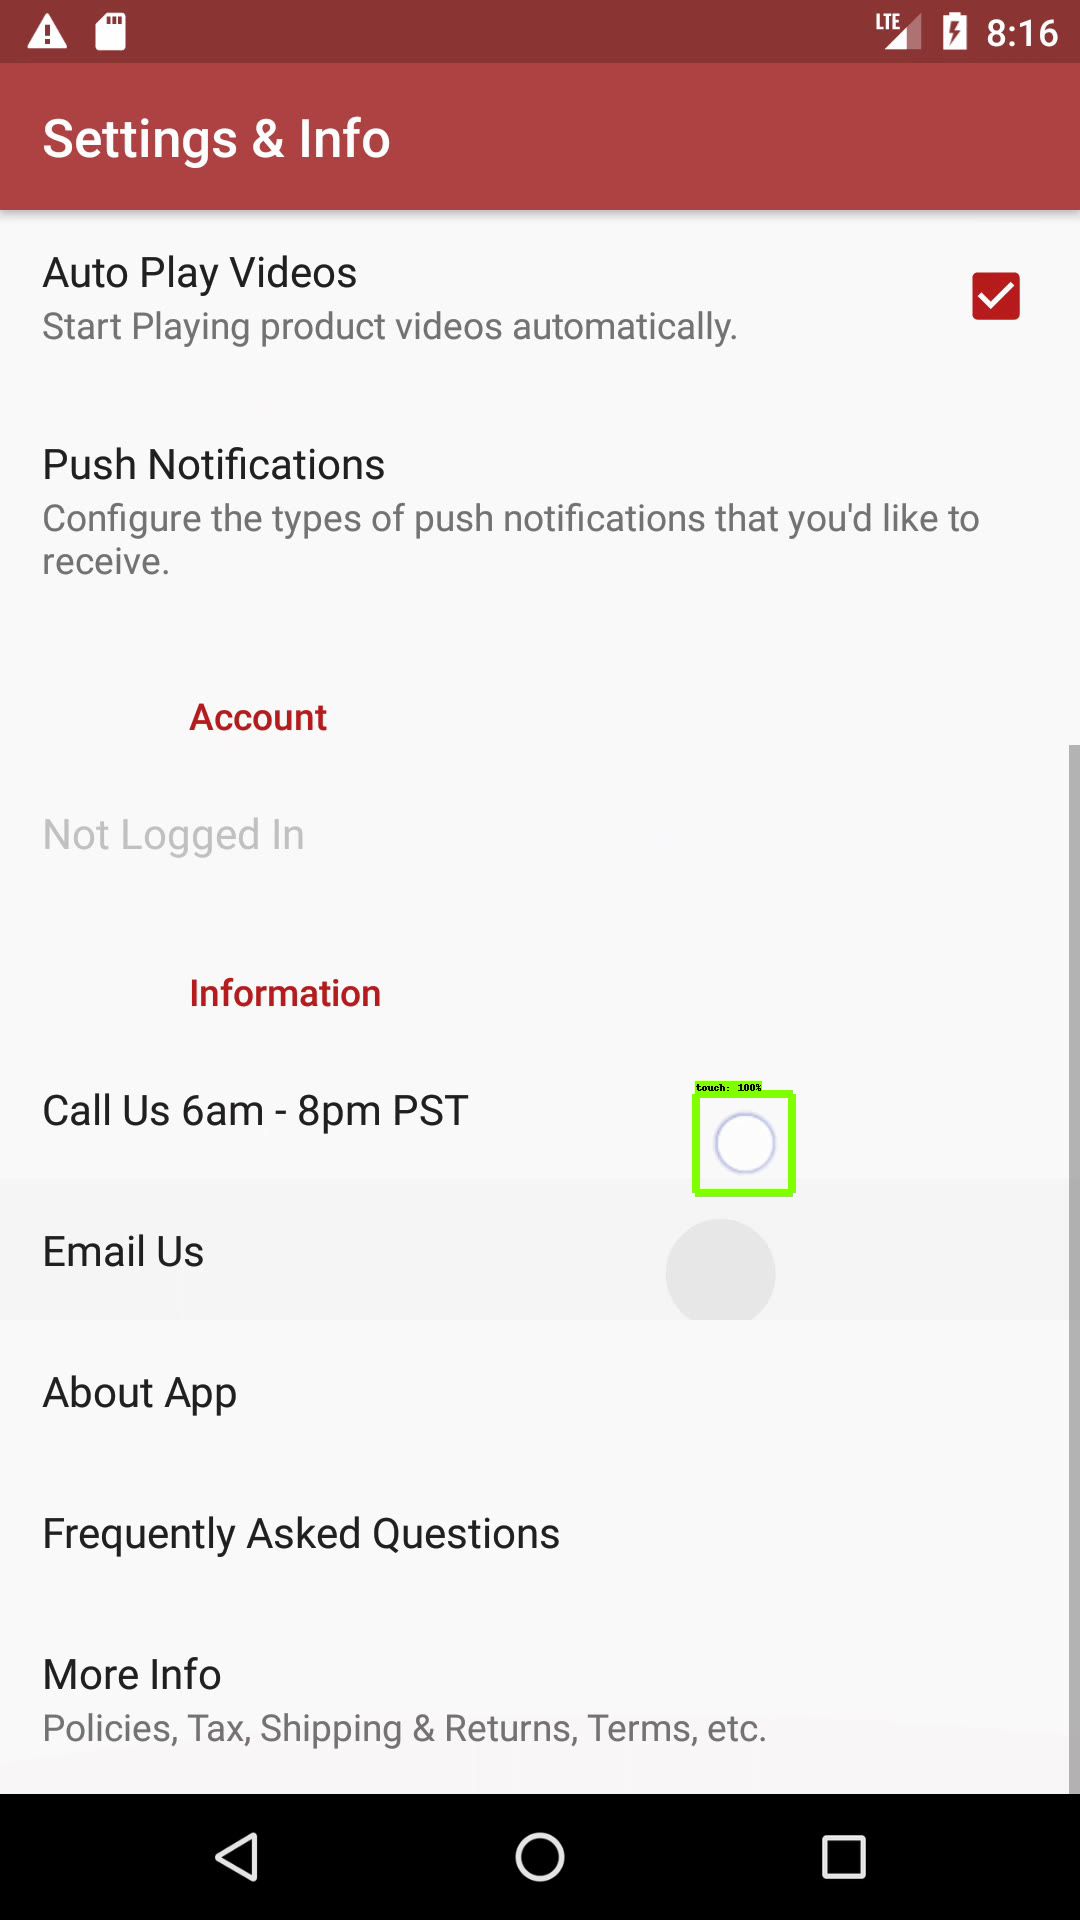 LTE 8:16
Settings & Info
Auto Play Videos
Start Playing product videos automatically.
Push Notifications
Configure the types of push notifications that you'd like to
receive.
Account
Not Logged In
Information
touch: 100%
Call Us 6am - 8pm PST
Email Us
About App
Frequently Asked Questions
More Info
Policies, Tax, Shipping & Returns, Terms, etc.